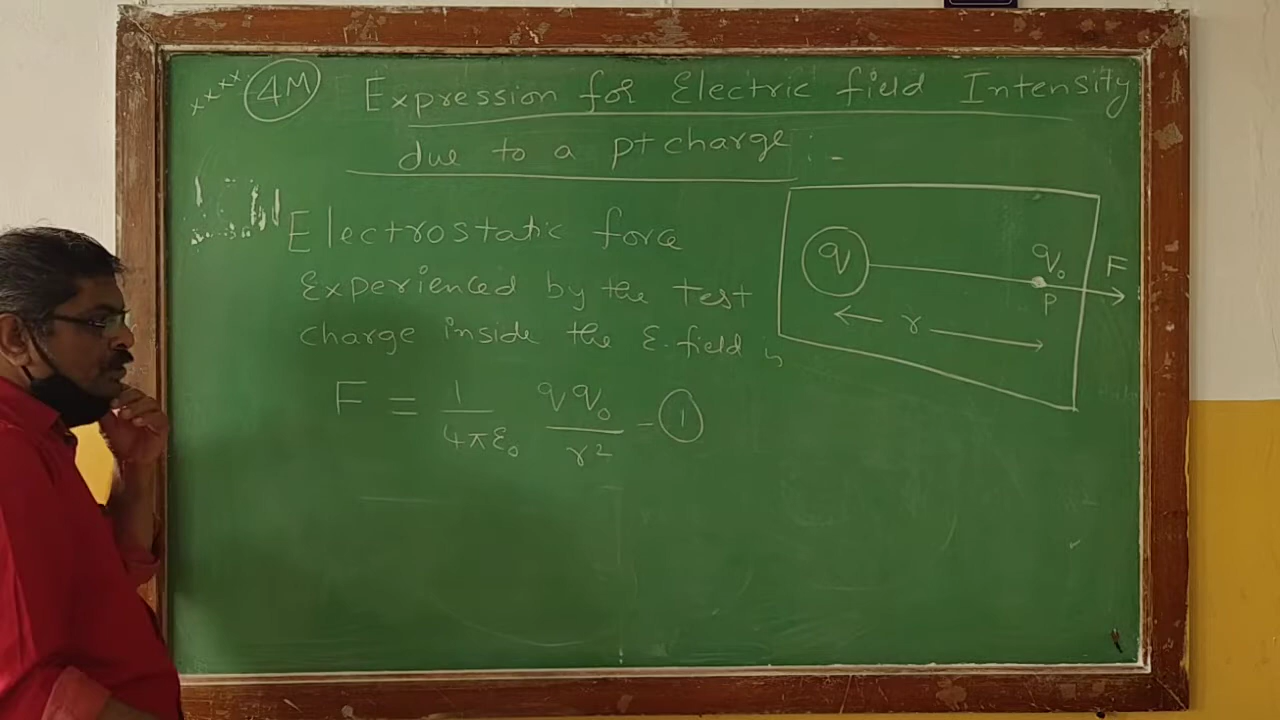 xxxx 4M Expression for Electric field Intensity
due to a pt charge :-
Electrostatic force
Experienced by the test
charge inside the E.field is
F = 1/4πε₀ qq₀/r² - 1
q q₀ F
P
r